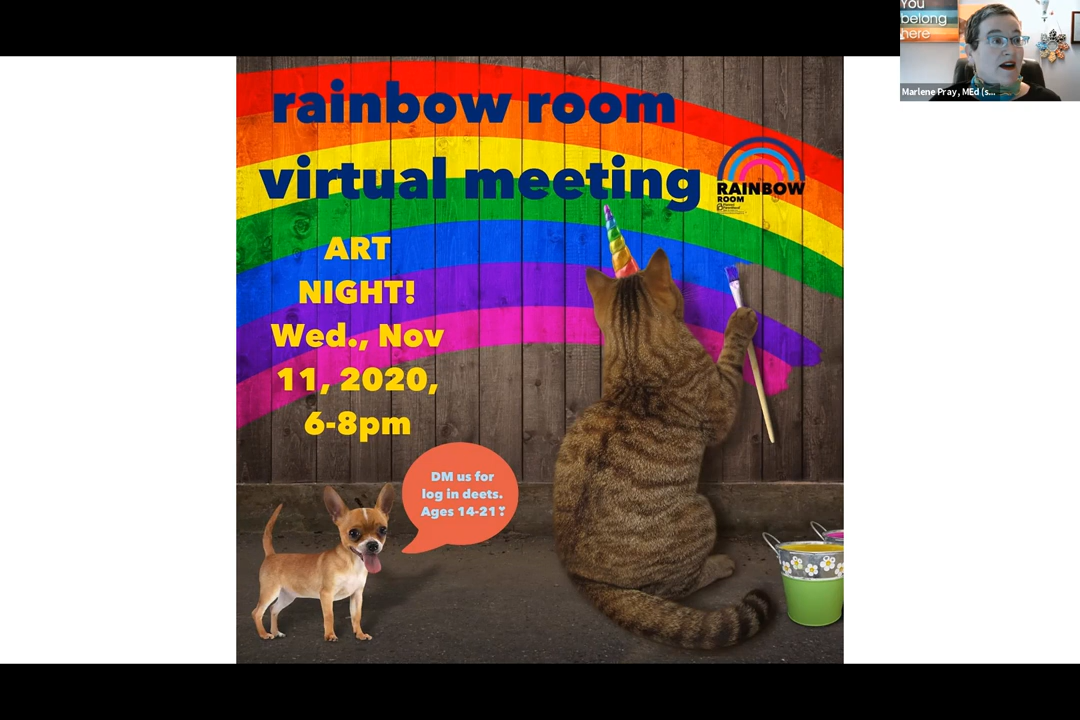 You
belong
here
Marlene Pray, MEd (s...
rainbow room
virtual meeting
RAINBOW
ROOM
ART
NIGHT!
Wed., Nov
11, 2020,
6-8pm
DM us for
log in deets.
Ages 14-21